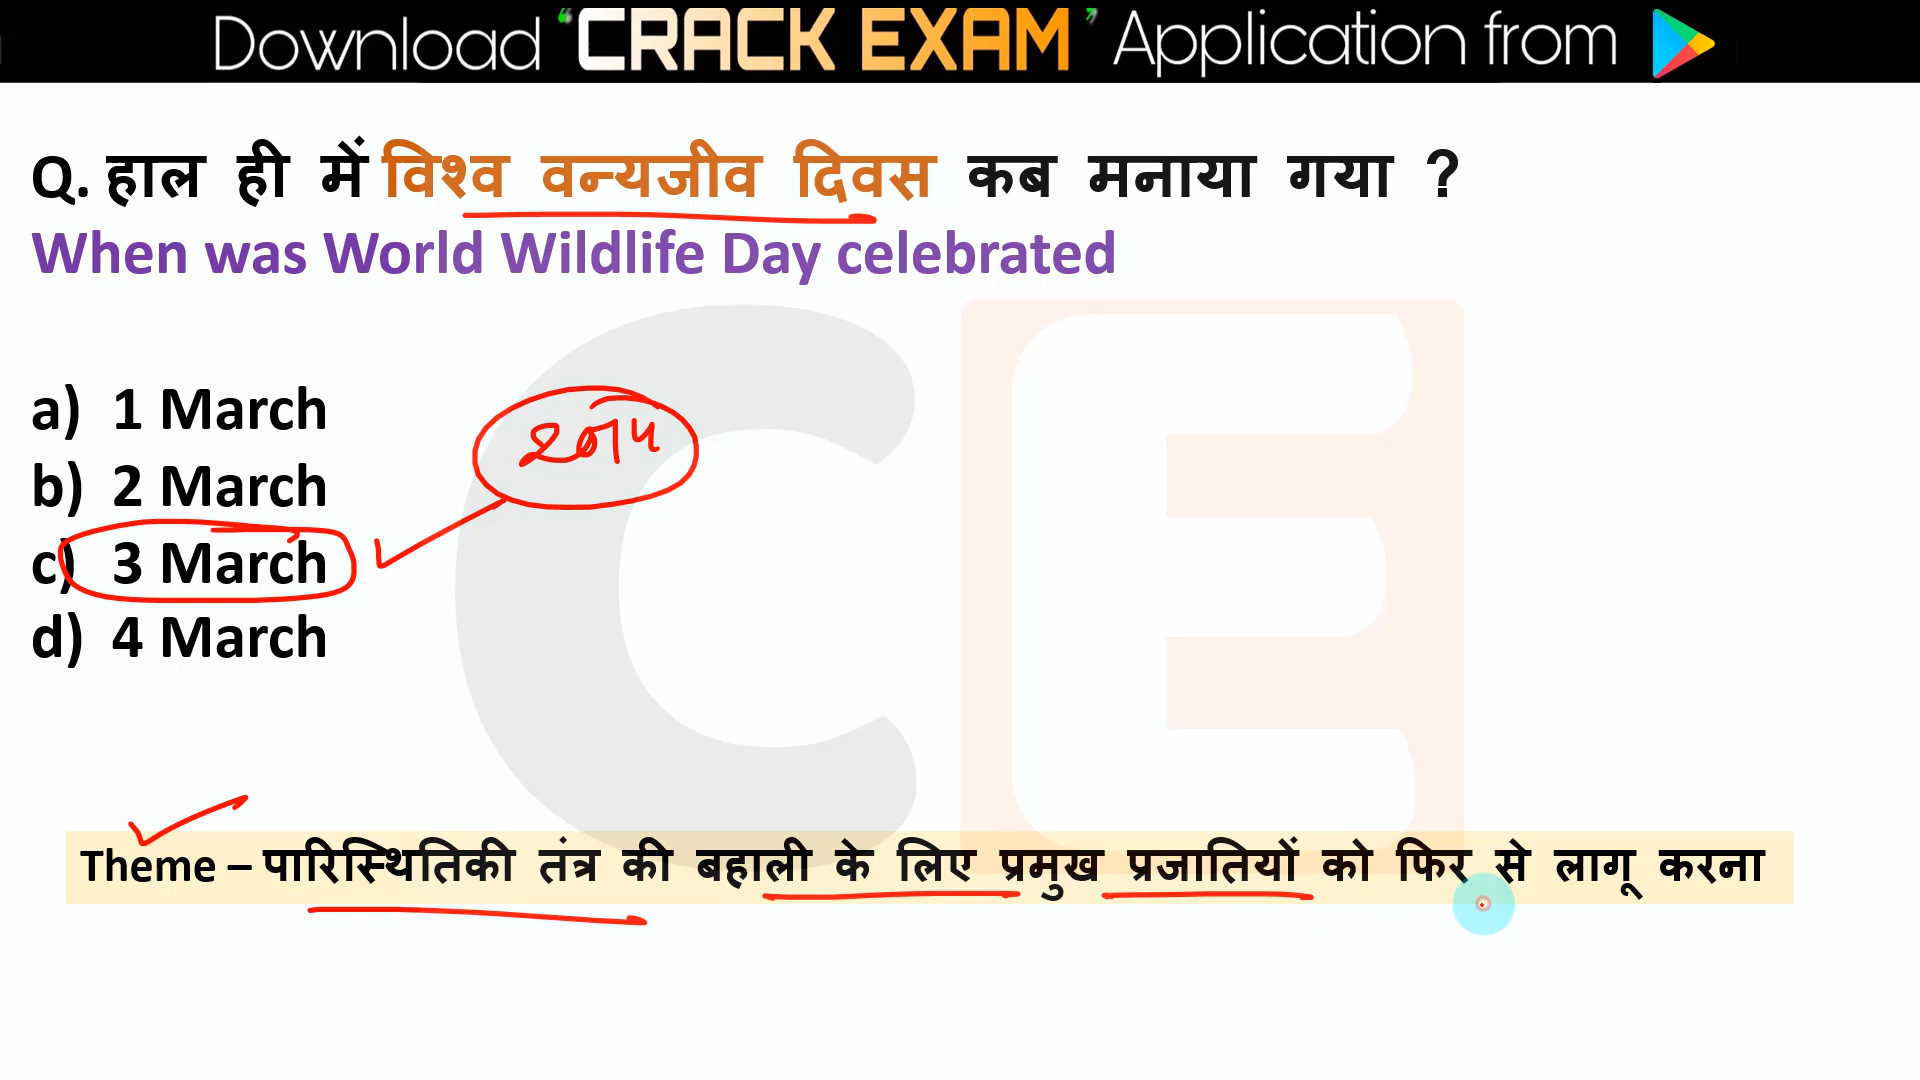 Download ‘CRACK EXAM’ Application from
Q. हाल ही में विश्व वन्यजीव दिवस कब मनाया गया ?
When was World Wildlife Day celebrated
a) 1 March
2014
b) 2 March
c) 3 March
d) 4 March
CE
Theme – पारिस्थितिकी तंत्र की बहाली के लिए प्रमुख प्रजातियों को फिर से लागू करना